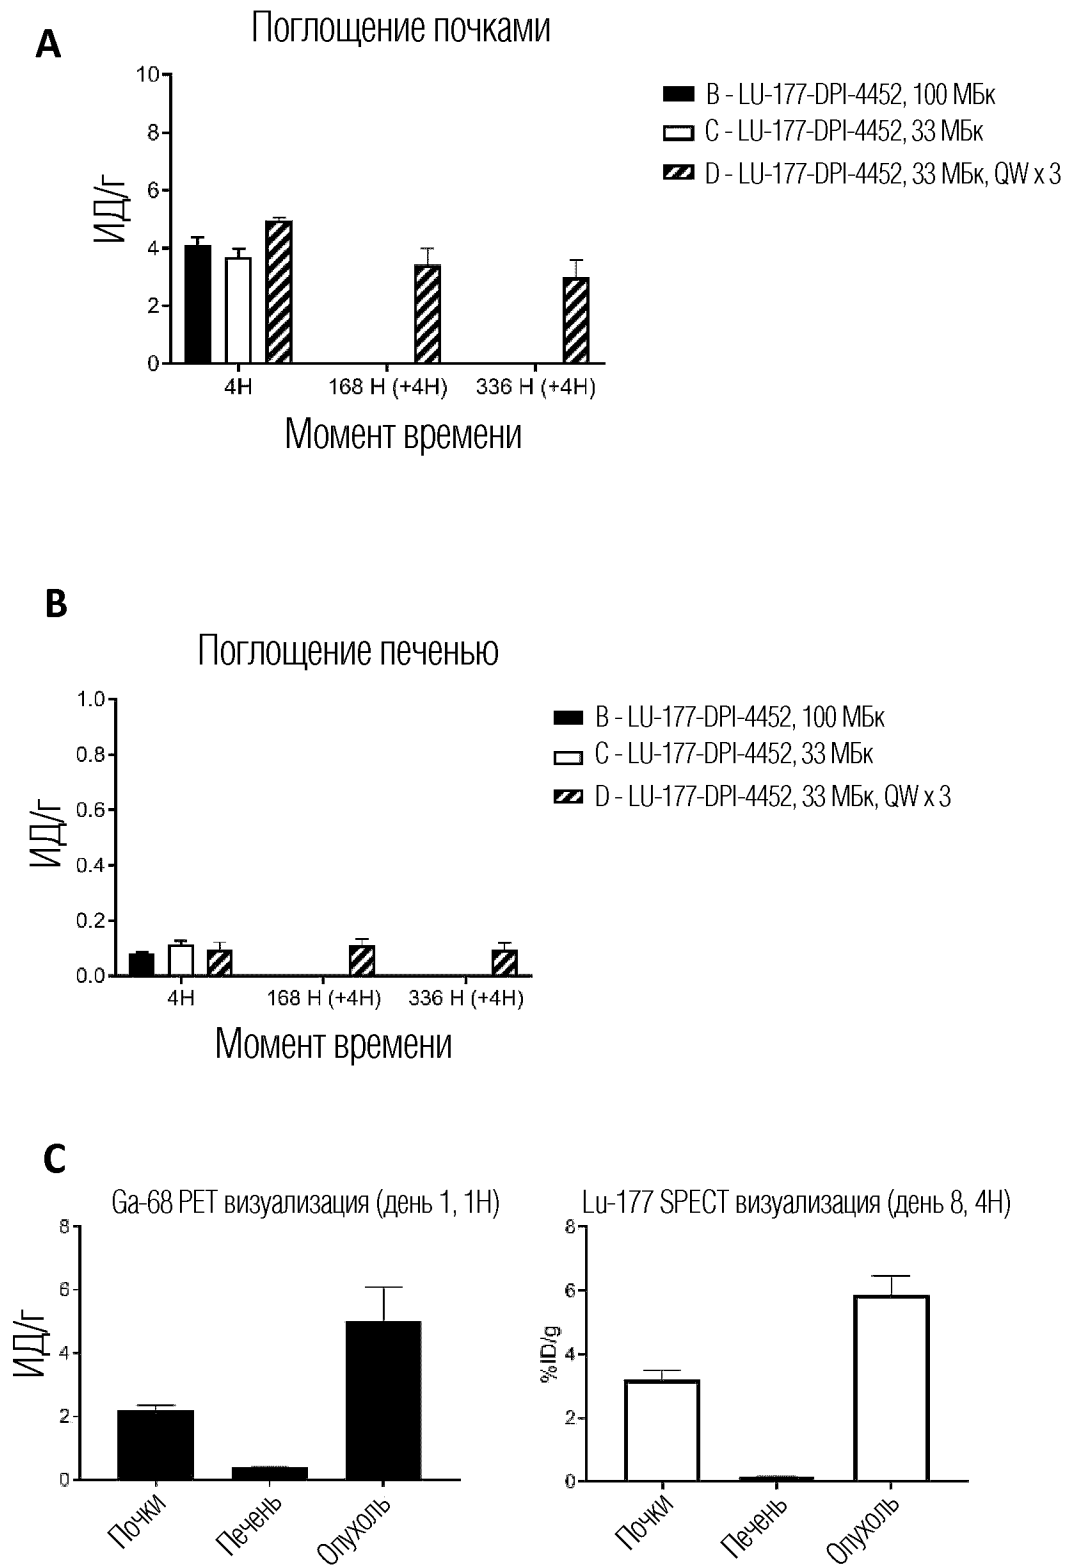 A
Поглощение почками
10
8
6
4
2
0
ИД/г
B - LU-177-DPI-4452, 100 МБк
C - LU-177-DPI-4452, 33 МБк
D - LU-177-DPI-4452, 33 МБк, QW x 3
4H
168 H (+4H)
336 H (+4H)
Момент времени
B
Поглощение печенью
1.0
0.8
0.6
0.4
0.2
0.0
ИД/г
B - LU-177-DPI-4452, 100 МБк
C - LU-177-DPI-4452, 33 МБк
D - LU-177-DPI-4452, 33 МБк, QW x 3
4H
168 H (+4H)
336 H (+4H)
Момент времени
C
Ga-68 PET визуализация (день 1, 1H)
8
6
4
2
0
ИД/г
Почки
Печень
Опухоль
Lu-177 SPECT визуализация (день 8, 4H)
8
6
4
2
0
%ID/g
Почки
Печень
Опухоль